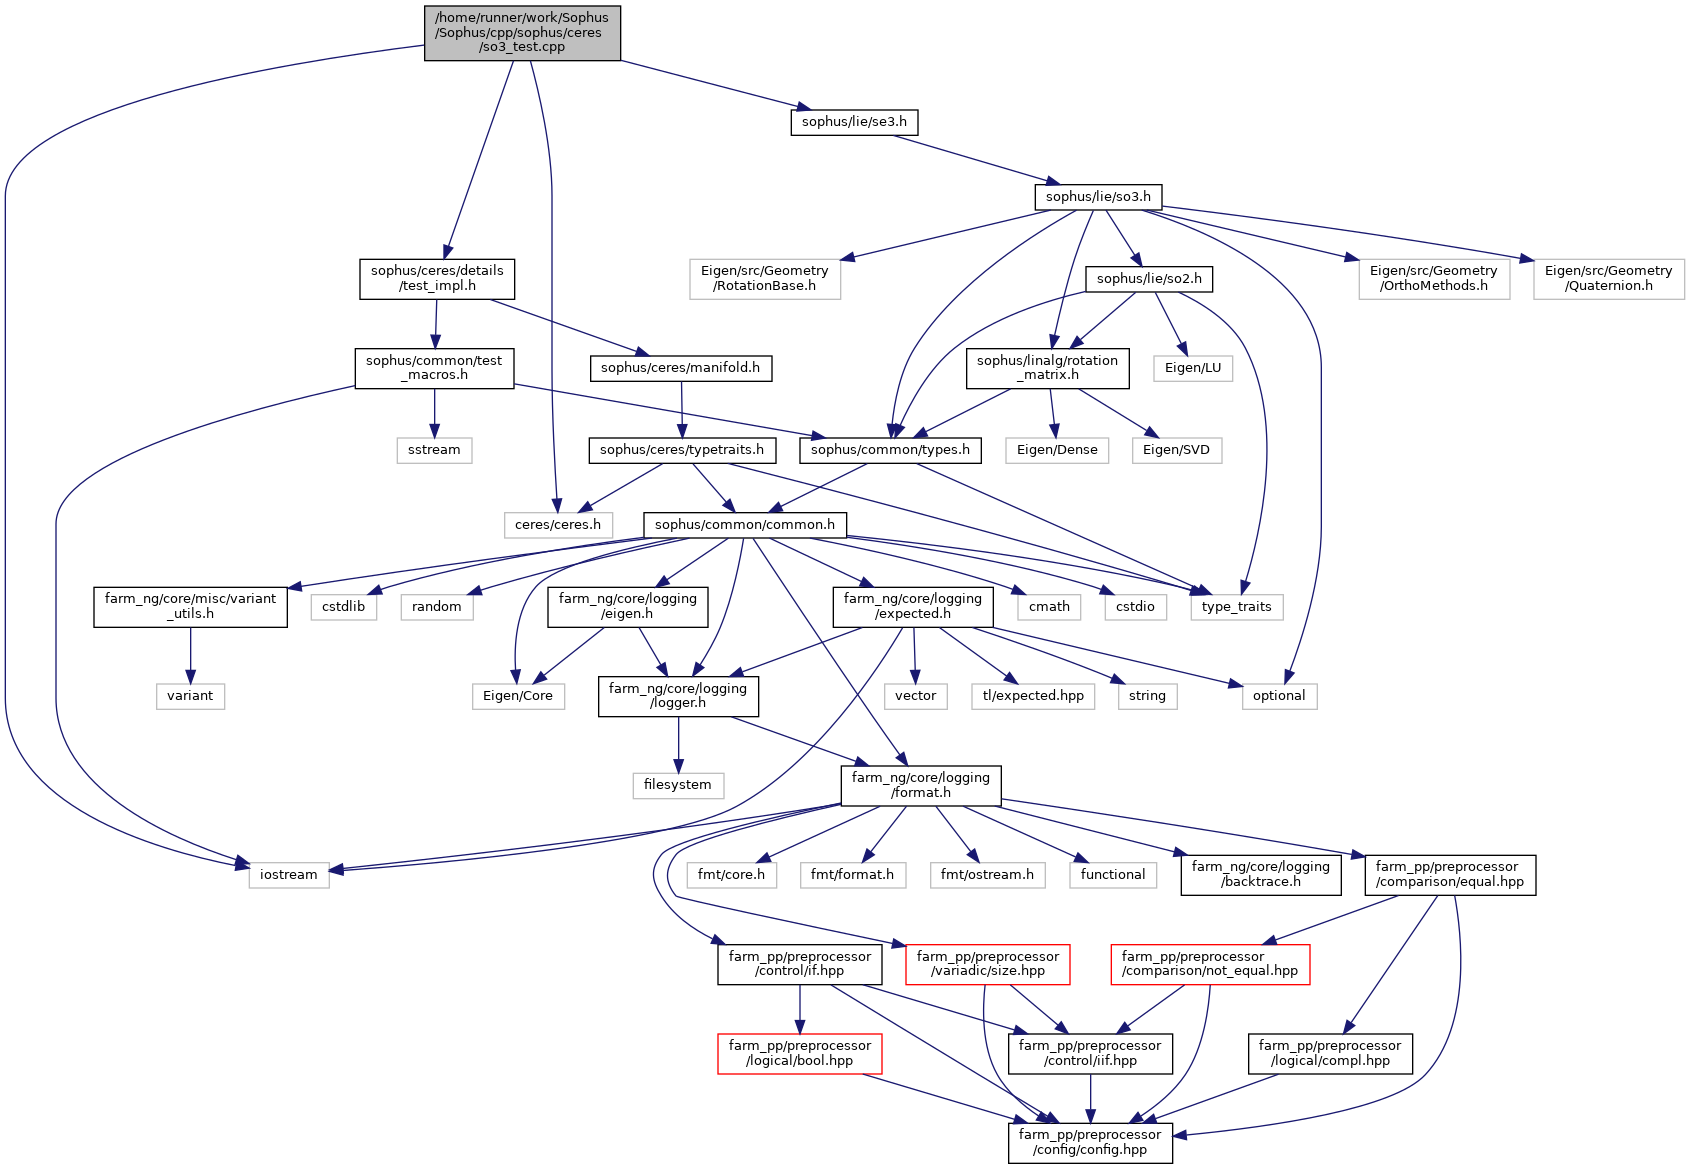 /home/runner/work/Sophus
/Sophus/cpp/sophus/ceres
/so3_test.cpp
sophus/lie/se3.h
sophus/lie/so3.h
sophus/ceres/details
/test_impl.h
Eigen/src/Geometry
/RotationBase.h
sophus/lie/so2.h
Eigen/src/Geometry
/OrthoMethods.h
Eigen/src/Geometry
/Quaternion.h
sophus/common/test
_macros.h
sophus/ceres/manifold.h
sophus/linalg/rotation
_matrix.h
Eigen/LU
sstream
sophus/ceres/typetraits.h
sophus/common/types.h
Eigen/Dense
Eigen/SVD
ceres/ceres.h
sophus/common/common.h
farm_ng/core/misc/variant
_utils.h
cstdlib
random
farm_ng/core/logging
/eigen.h
farm_ng/core/logging
/expected.h
cmath
cstdio
type_traits
variant
Eigen/Core
farm_ng/core/logging
/logger.h
vector
tl/expected.hpp
string
optional
filesystem
farm_ng/core/logging
/format.h
iostream
fmt/core.h
fmt/format.h
fmt/ostream.h
functional
farm_ng/core/logging
/backtrace.h
farm_pp/preprocessor
/comparison/equal.hpp
farm_pp/preprocessor
/control/if.hpp
farm_pp/preprocessor
/variadic/size.hpp
farm_pp/preprocessor
/comparison/not_equal.hpp
farm_pp/preprocessor
/logical/bool.hpp
farm_pp/preprocessor
/control/iif.hpp
farm_pp/preprocessor
/logical/compl.hpp
farm_pp/preprocessor
/config/config.hpp